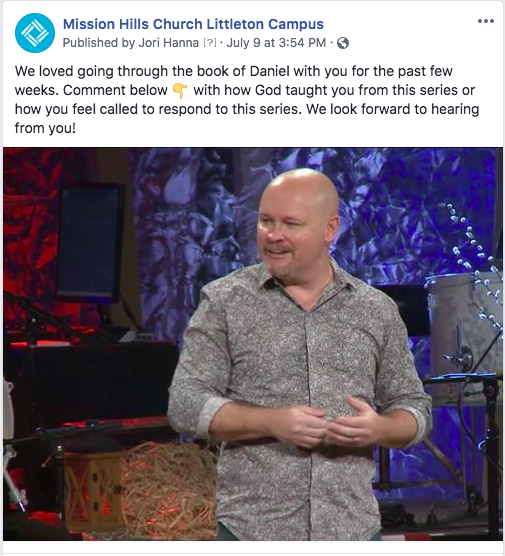 Mission Hills Church Littleton Campus
Published by Jori Hanna [?] · July 9 at 3:54 PM ·
We loved going through the book of Daniel with you for the past few
weeks. Comment below 👇 with how God taught you from this series or
how you feel called to respond to this series. We look forward to hearing
from you!